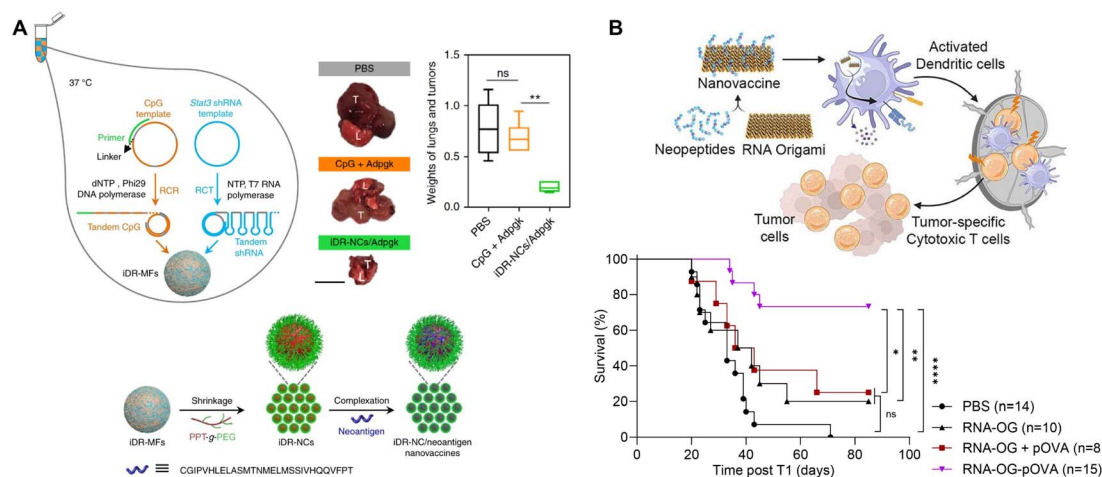 A
37 °C
CpG
template
Stat3 shRNA
template
Primer
Linker
dNTP , Phi29
DNA polymerase
RCR
RCT
NTP, T7 RNA
polymerase
Tandem CpG
Tandem
shRNA
iDR-MFs
PBS
T
L
CpG + Adpgk
L
T
iDR-NCs/Adpgk
T
L
Weights of lungs and tumors
1.5
1.0
0.5
0.0
ns
**
PBS
CpG + Adpgk
iDR-NCs/Adpgk
iDR-MFs
Shrinkage
PPT-g-PEG
iDR-NCs
Complexation
Neoantigen
iDR-NC/neoantigen
nanovaccines
CGIPVHLELASMTNMELMSSIVHQQVFPT
B
Nanovaccine
Neopeptides
RNA Origami
Activated
Dendritic cells
Tumor
cells
Tumor-specific
Cytotoxic T cells
Survival (%)
100
80
60
40
20
0
0 20 40 60 80 100
Time post T1 (days)
*
**
****
ns
PBS (n=14)
RNA-OG (n=10)
RNA-OG + pOVA (n=8
RNA-OG-pOVA (n=15)